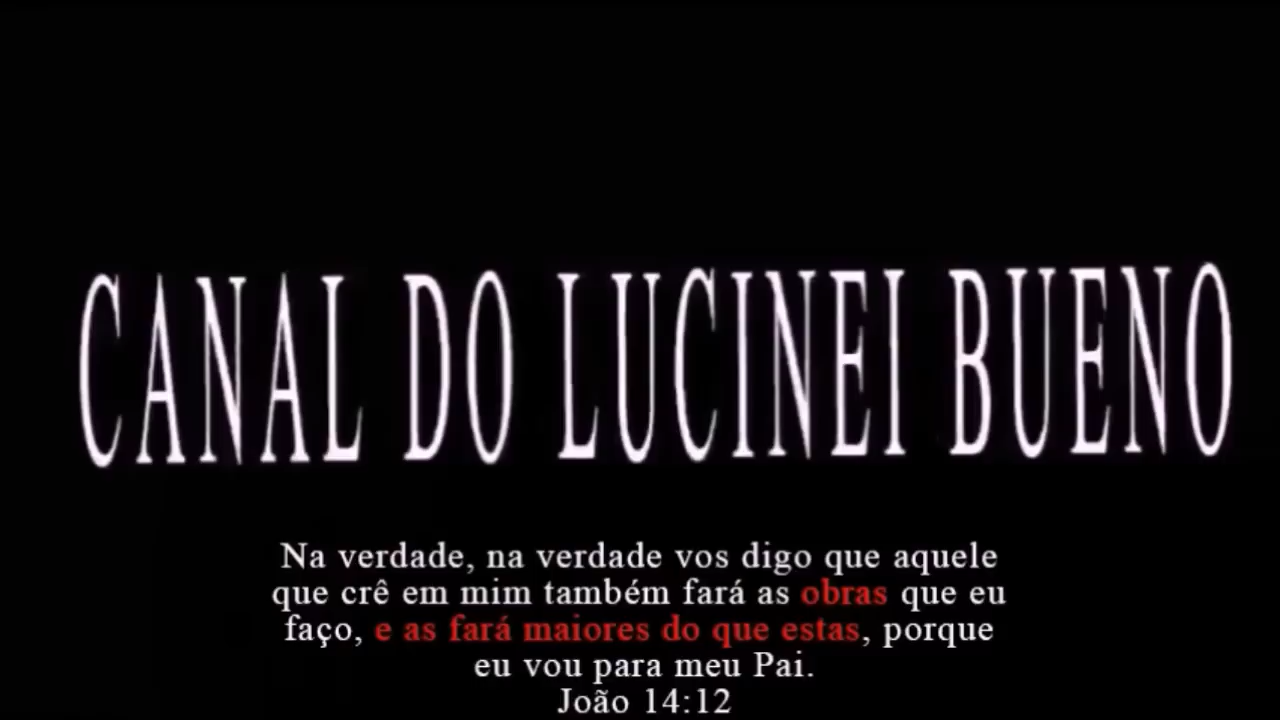 CANAL DO LUCINEI BUENO
Na verdade, na verdade vos digo que aquele
que crê em mim também fará as obras que eu
faço, e as fará maiores do que estas, porque
eu vou para meu Pai.
João 14:12